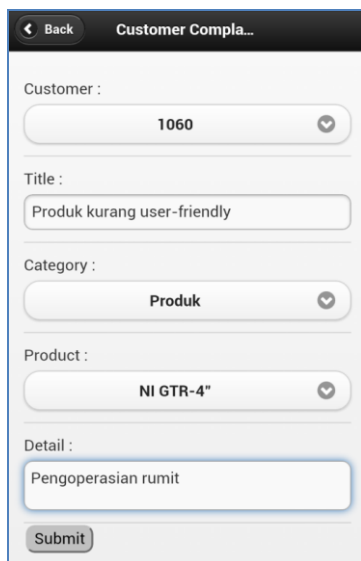 Back
Customer Compla...
Customer :
1060
Title :
Produk kurang user-friendly
Category :
Produk
Product :
NI GTR-4"
Detail :
Pengoperasian rumit
Submit